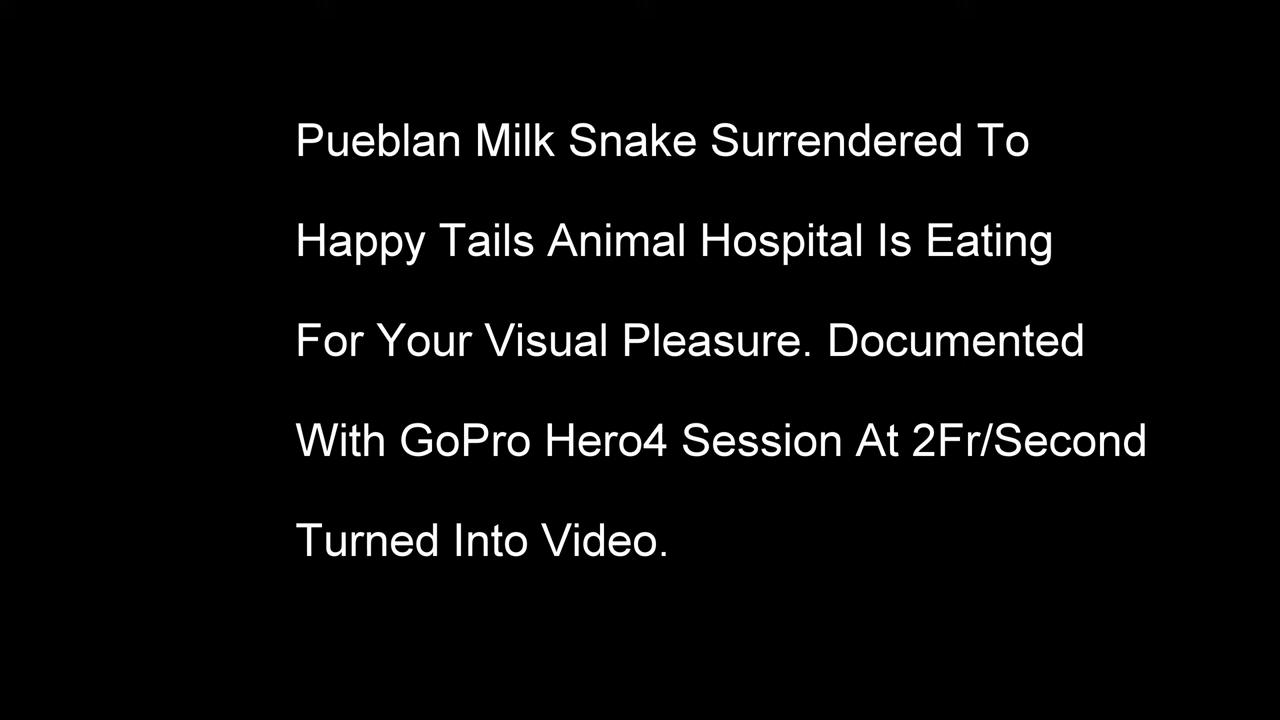 Pueblan Milk Snake Surrendered To
Happy Tails Animal Hospital Is Eating
For Your Visual Pleasure. Documented
With GoPro Hero4 Session At 2Fr/Second
Turned Into Video.